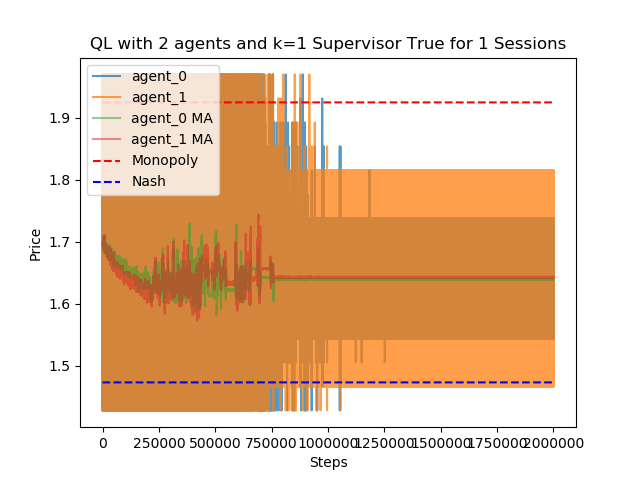 QL with 2 agents and k=1 Supervisor True for 1 Sessions
agent_0
agent_1
agent_0 MA
agent_1 MA
Monopoly
Nash
1.9
1.8
1.7
1.6
1.5
Price
0 250000 500000 750000 1000000 1250000 1500000 1750000 2000000
Steps